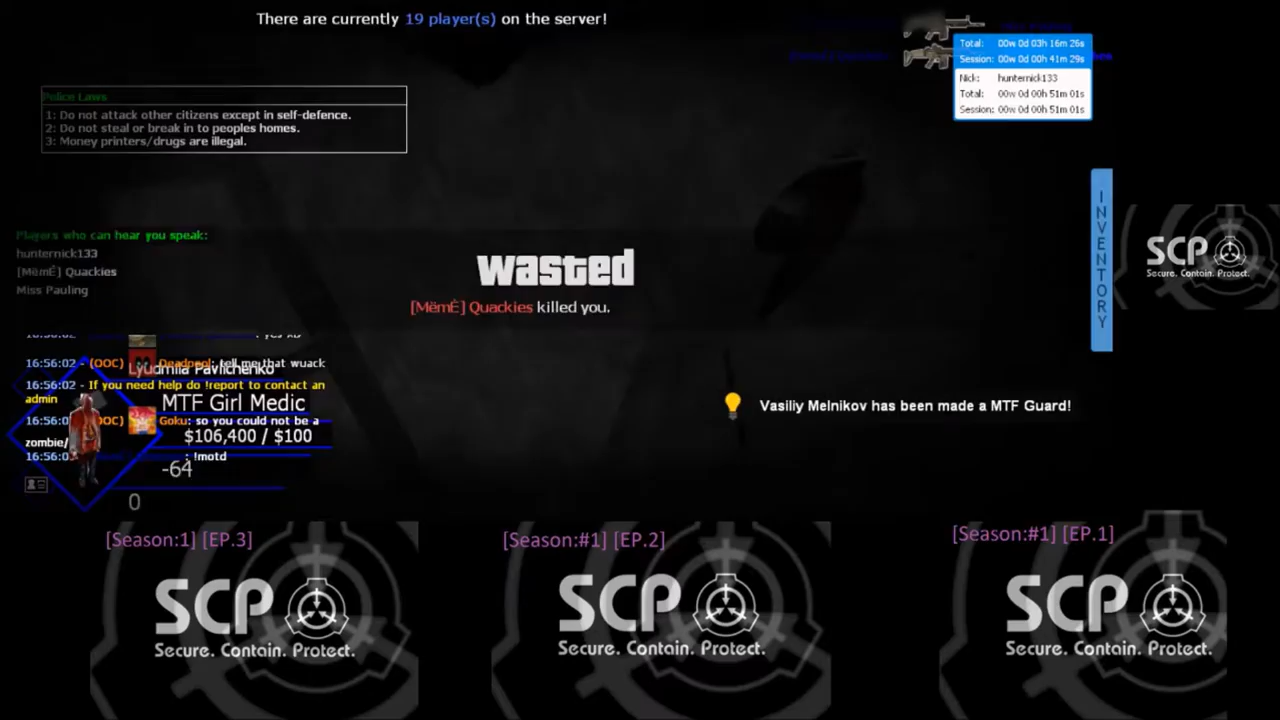 There are currently 19 player(s) on the server!
Total: 00w 0d 03h 16m 26s
Session: 00w 0d 00h 41m 29s
Nick: hunternick133
Total: 00w 0d 00h 51m 01s
Session: 00w 0d 00h 51m 01s
Police Laws
1: Do not attack other citizens except in self-defence.
2: Do not steal or break in to peoples homes.
3: Money printers/drugs are illegal.
INVENTORY
Players who can hear you speak:
hunternick133
[MëmÈ] Quackies
Miss Pauling
wasted
[MëmÈ] Quackies killed you.
SCP
Secure. Contain. Protect.
16:56:02 - (OOC) Deadpool: tell me that wuack
Lyudmila Pavlichenko
16:56:02 - If you need help do !report to contact an
admin
MTF Girl Medic
16:56:0 OOC) Goku: so you could not be a
zombie/
$106,400 / $100
16:56:0 : !motd
-64
0
Vasiliy Melnikov has been made a MTF Guard!
[Season:1] [EP.3]
SCP
Secure. Contain. Protect.
[Season:#1] [EP.2]
SCP
Secure. Contain. Protect.
[Season:#1] [EP.1]
SCP
Secure. Contain. Protect.